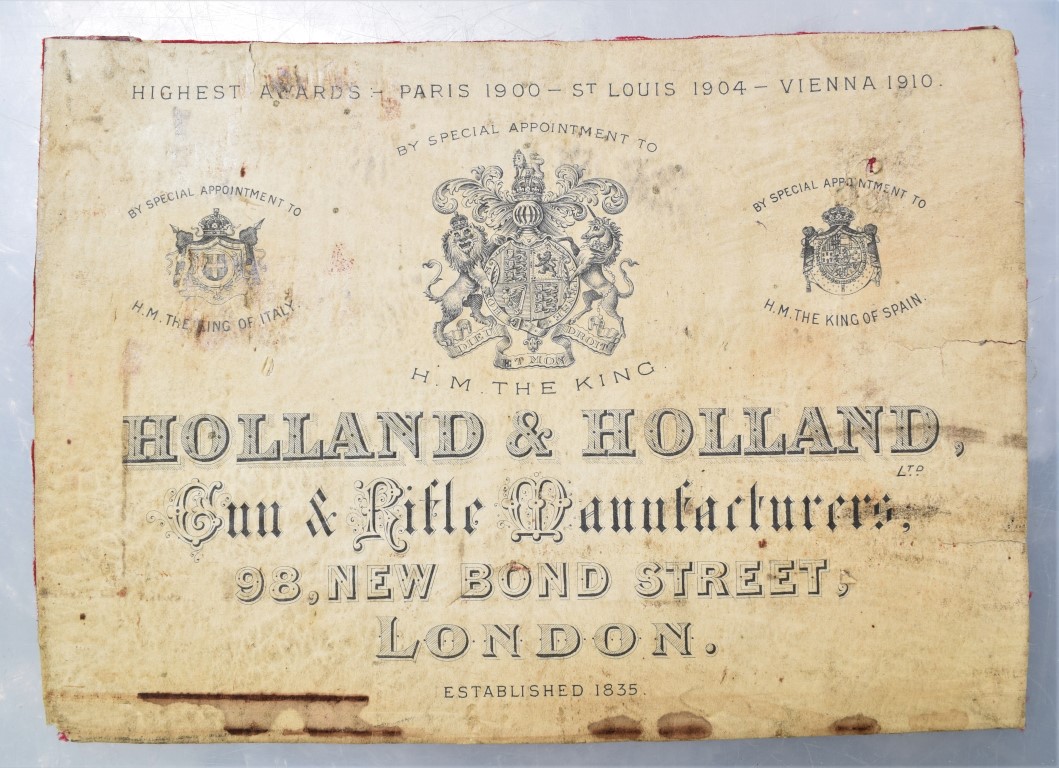 HIGHEST AWARDS:— PARIS 1900 — ST LOUIS 1904 — VIENNA 1910.
BY SPECIAL APPOINTMENT TO
H.M. THE KING OF ITALY.
BY SPECIAL APPOINTMENT TO
DIEU
ET MON
DROIT
H.M. THE KING.
BY SPECIAL APPOINTMENT TO
H.M. THE KING OF SPAIN.
HOLLAND & HOLLAND,
LTD.
Gun & Rifle Manufacturers,
98, NEW BOND STREET,
LONDON.
ESTABLISHED 1835.